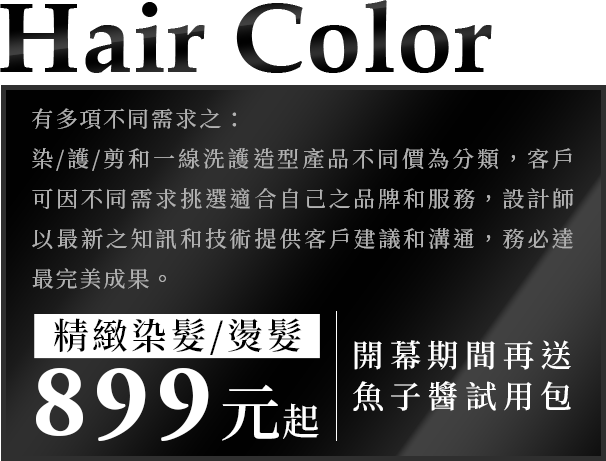 Hair Color
有多項不同需求之：
染/護/剪和一線洗護造型產品不同價為分類，客戶
可因不同需求挑選適合自己之品牌和服務，設計師
以最新之知訊和技術提供客戶建議和溝通，務必達
最完美成果。
精緻染髮/燙髮
899元起
開幕期間再送
魚子醬試用包